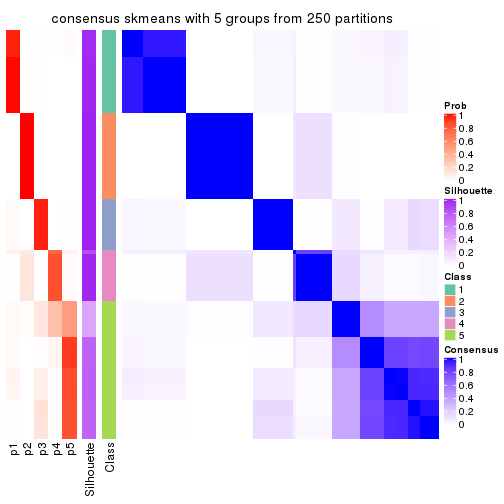 consensus skmeans with 5 groups from 250 partitions
Prob
1
0.8
0.6
0.4
0.2
0
Silhouette
1
0.8
0.6
0.4
0.2
0
Class
1
2
3
4
5
Consensus
1
0.8
0.6
0.4
0.2
0
p1
p2
p3
p4
p5
Silhouette
Class